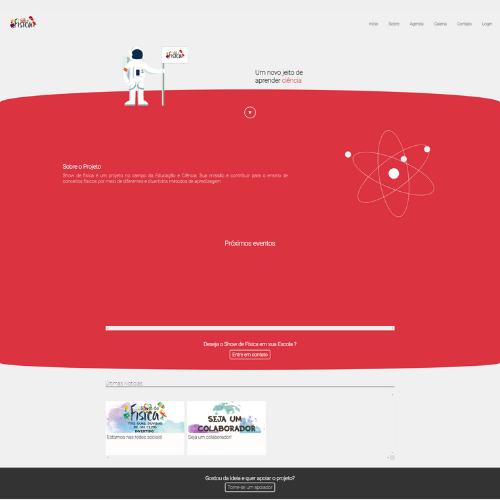 Física
Início Sobre Agenda Galeria Contato Login
Um novo jeito de
aprender ciência.
Sobre o Projeto
Show de física é um projeto no campo da Educação e Ciência. Sua missão é contribuir para o ensino de
conceitos físicos por meio de diferentes e divertidos métodos de aprendizagem.
Próximos eventos
Deseja o Show de Física em sua Escola ?
Entre em contato
Últimas Notícias
Física
SEJA UM
COLABORADOR
Estamos nas redes sociais!
Seja um colaborador!
Gostou da ideia e quer apoiar o projeto?
Torne-se um apoiador